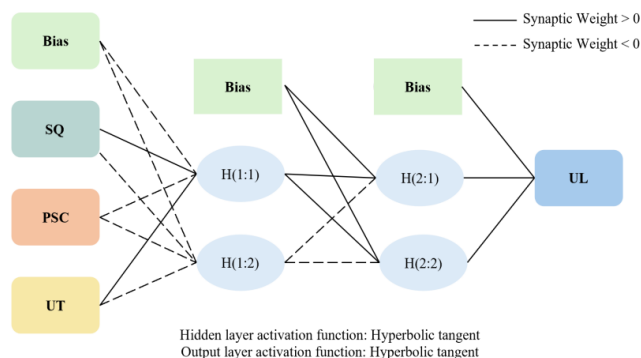 Synaptic Weight > 0
Synaptic Weight < 0
Bias
SQ
PSC
UT
Bias
H(1:1)
H(1:2)
Bias
H(2:1)
H(2:2)
UL
Hidden layer activation function: Hyperbolic tangent
Output layer activation function: Hyperbolic tangent